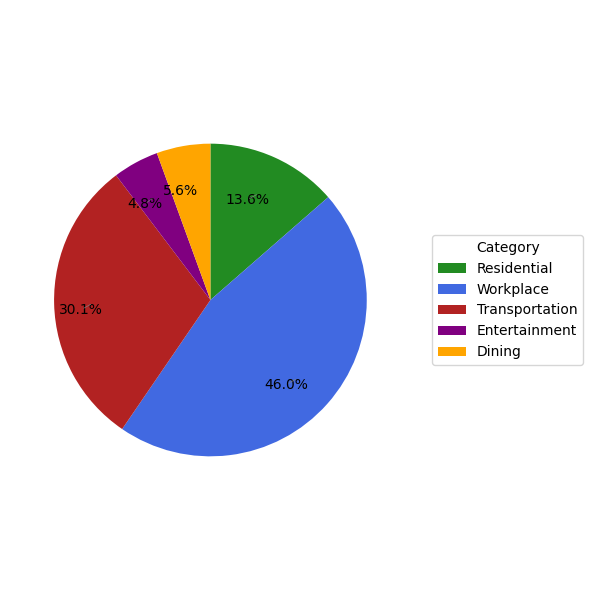 5.6%
13.6%
4.8%
30.1%
46.0%
Category
Residential
Workplace
Transportation
Entertainment
Dining